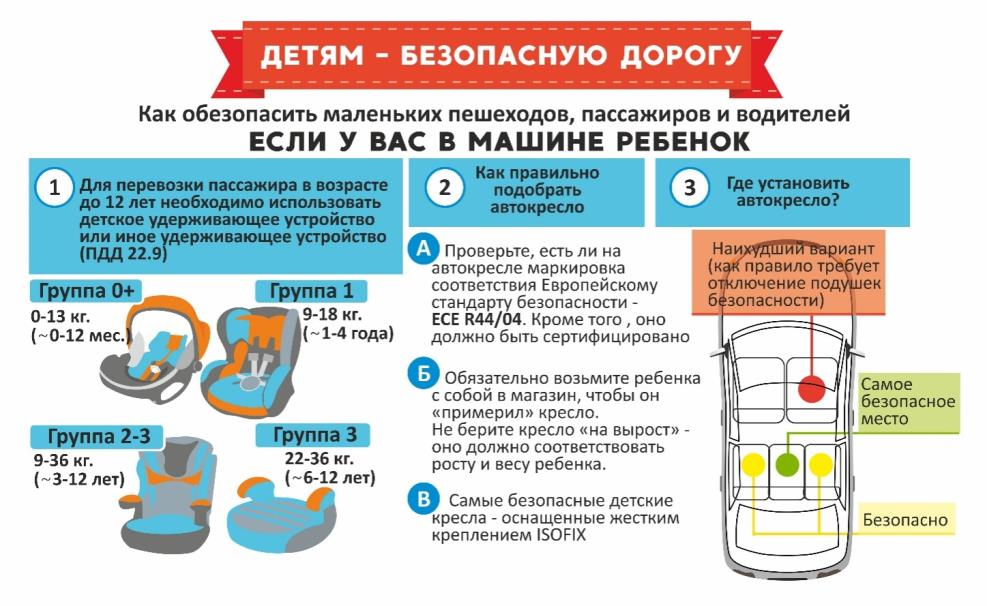 ДЕТЯМ - БЕЗОПАСНУЮ ДОРОГУ
Как обезопасить маленьких пешеходов, пассажиров и водителей
ЕСЛИ У ВАС В МАШИНЕ РЕБЕНОК
1
Для перевозки пассажира в возрасте
до 12 лет необходимо использовать
детское удерживающее устройство
или иное удерживающее устройство
(ПДД 22.9)
Группа 0+
0-13 кг.
(~0-12 мес.)
Группа 1
9-18 кг.
(~1-4 года)
Группа 2-3
9-36 кг.
(~3-12 лет)
Группа 3
22-36 кг.
(~6-12 лет)
2
Как правильно
подобрать
автокресло
А
Проверьте, есть ли на
автокресле маркировка
соответствия Европейскому
стандарту безопасности -
ECE R44/04. Кроме того , оно
должно быть сертифицировано
Б
Обязательно возьмите ребенка
с собой в магазин, чтобы он
«примерил» кресло.
Не берите кресло «на вырост» -
оно должно соответствовать
росту и весу ребенка.
В
Самые безопасные детские
кресла - оснащенные жестким
креплением ISOFIX
3
Где установить
автокресло?
Наихудший вариант
(как правило требует
отключение подушек
безопасности)
Самое
безопасное
место
Безопасно